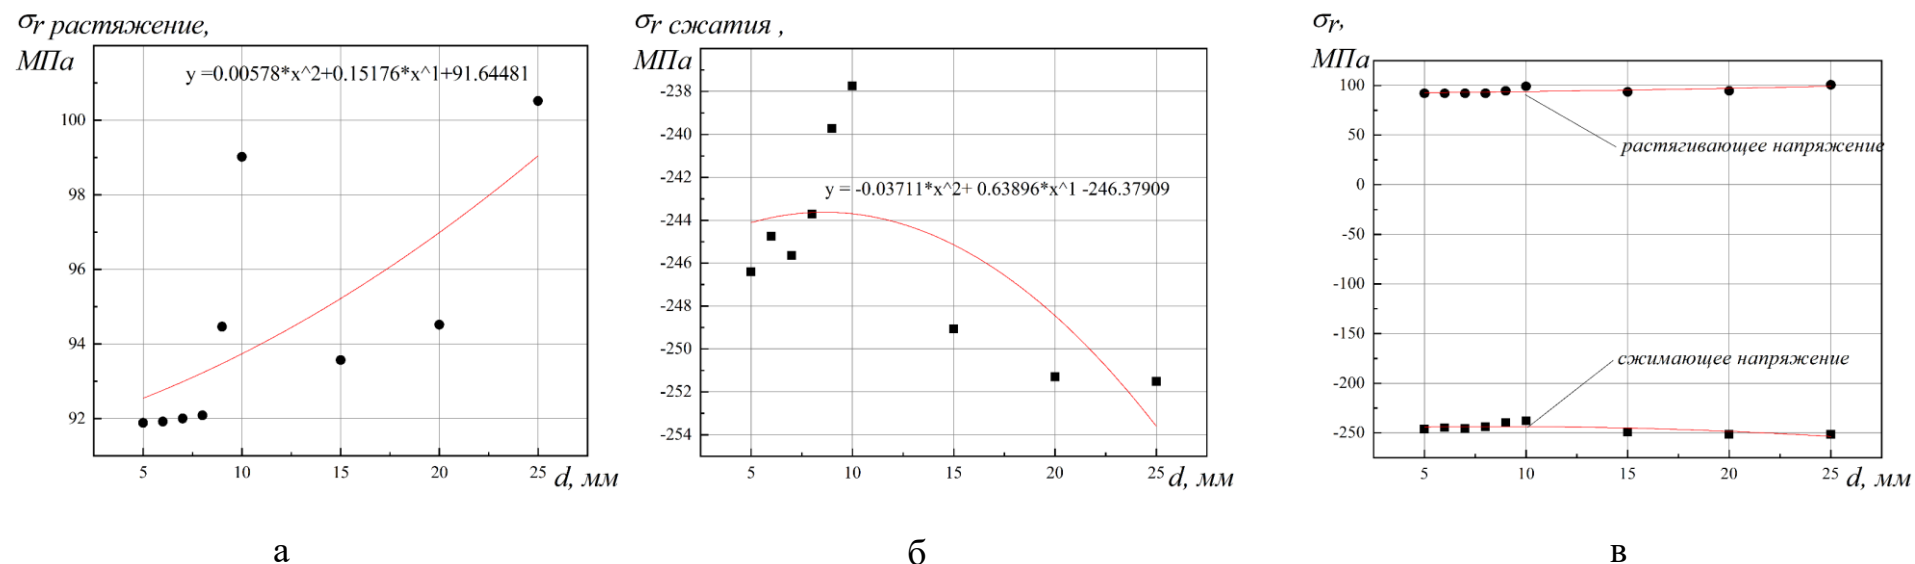 σr растяжение,
МПа
y =0.00578*x^2+0.15176*x^1+91.64481
100
98
96
94
92
5 10 15 20 25
d, мм
а
σr сжатия ,
МПа
-238
-240
-242
y = -0.03711*x^2+ 0.63896*x^1 -246.37909
-244
-246
-248
-250
-252
-254
5 10 15 20 25
d, мм
б
σr,
МПа
100
50
растягивающее напряжение
0
-50
-100
-150
сжимающее напряжение
-200
-250
5 10 15 20 25
d, мм
в